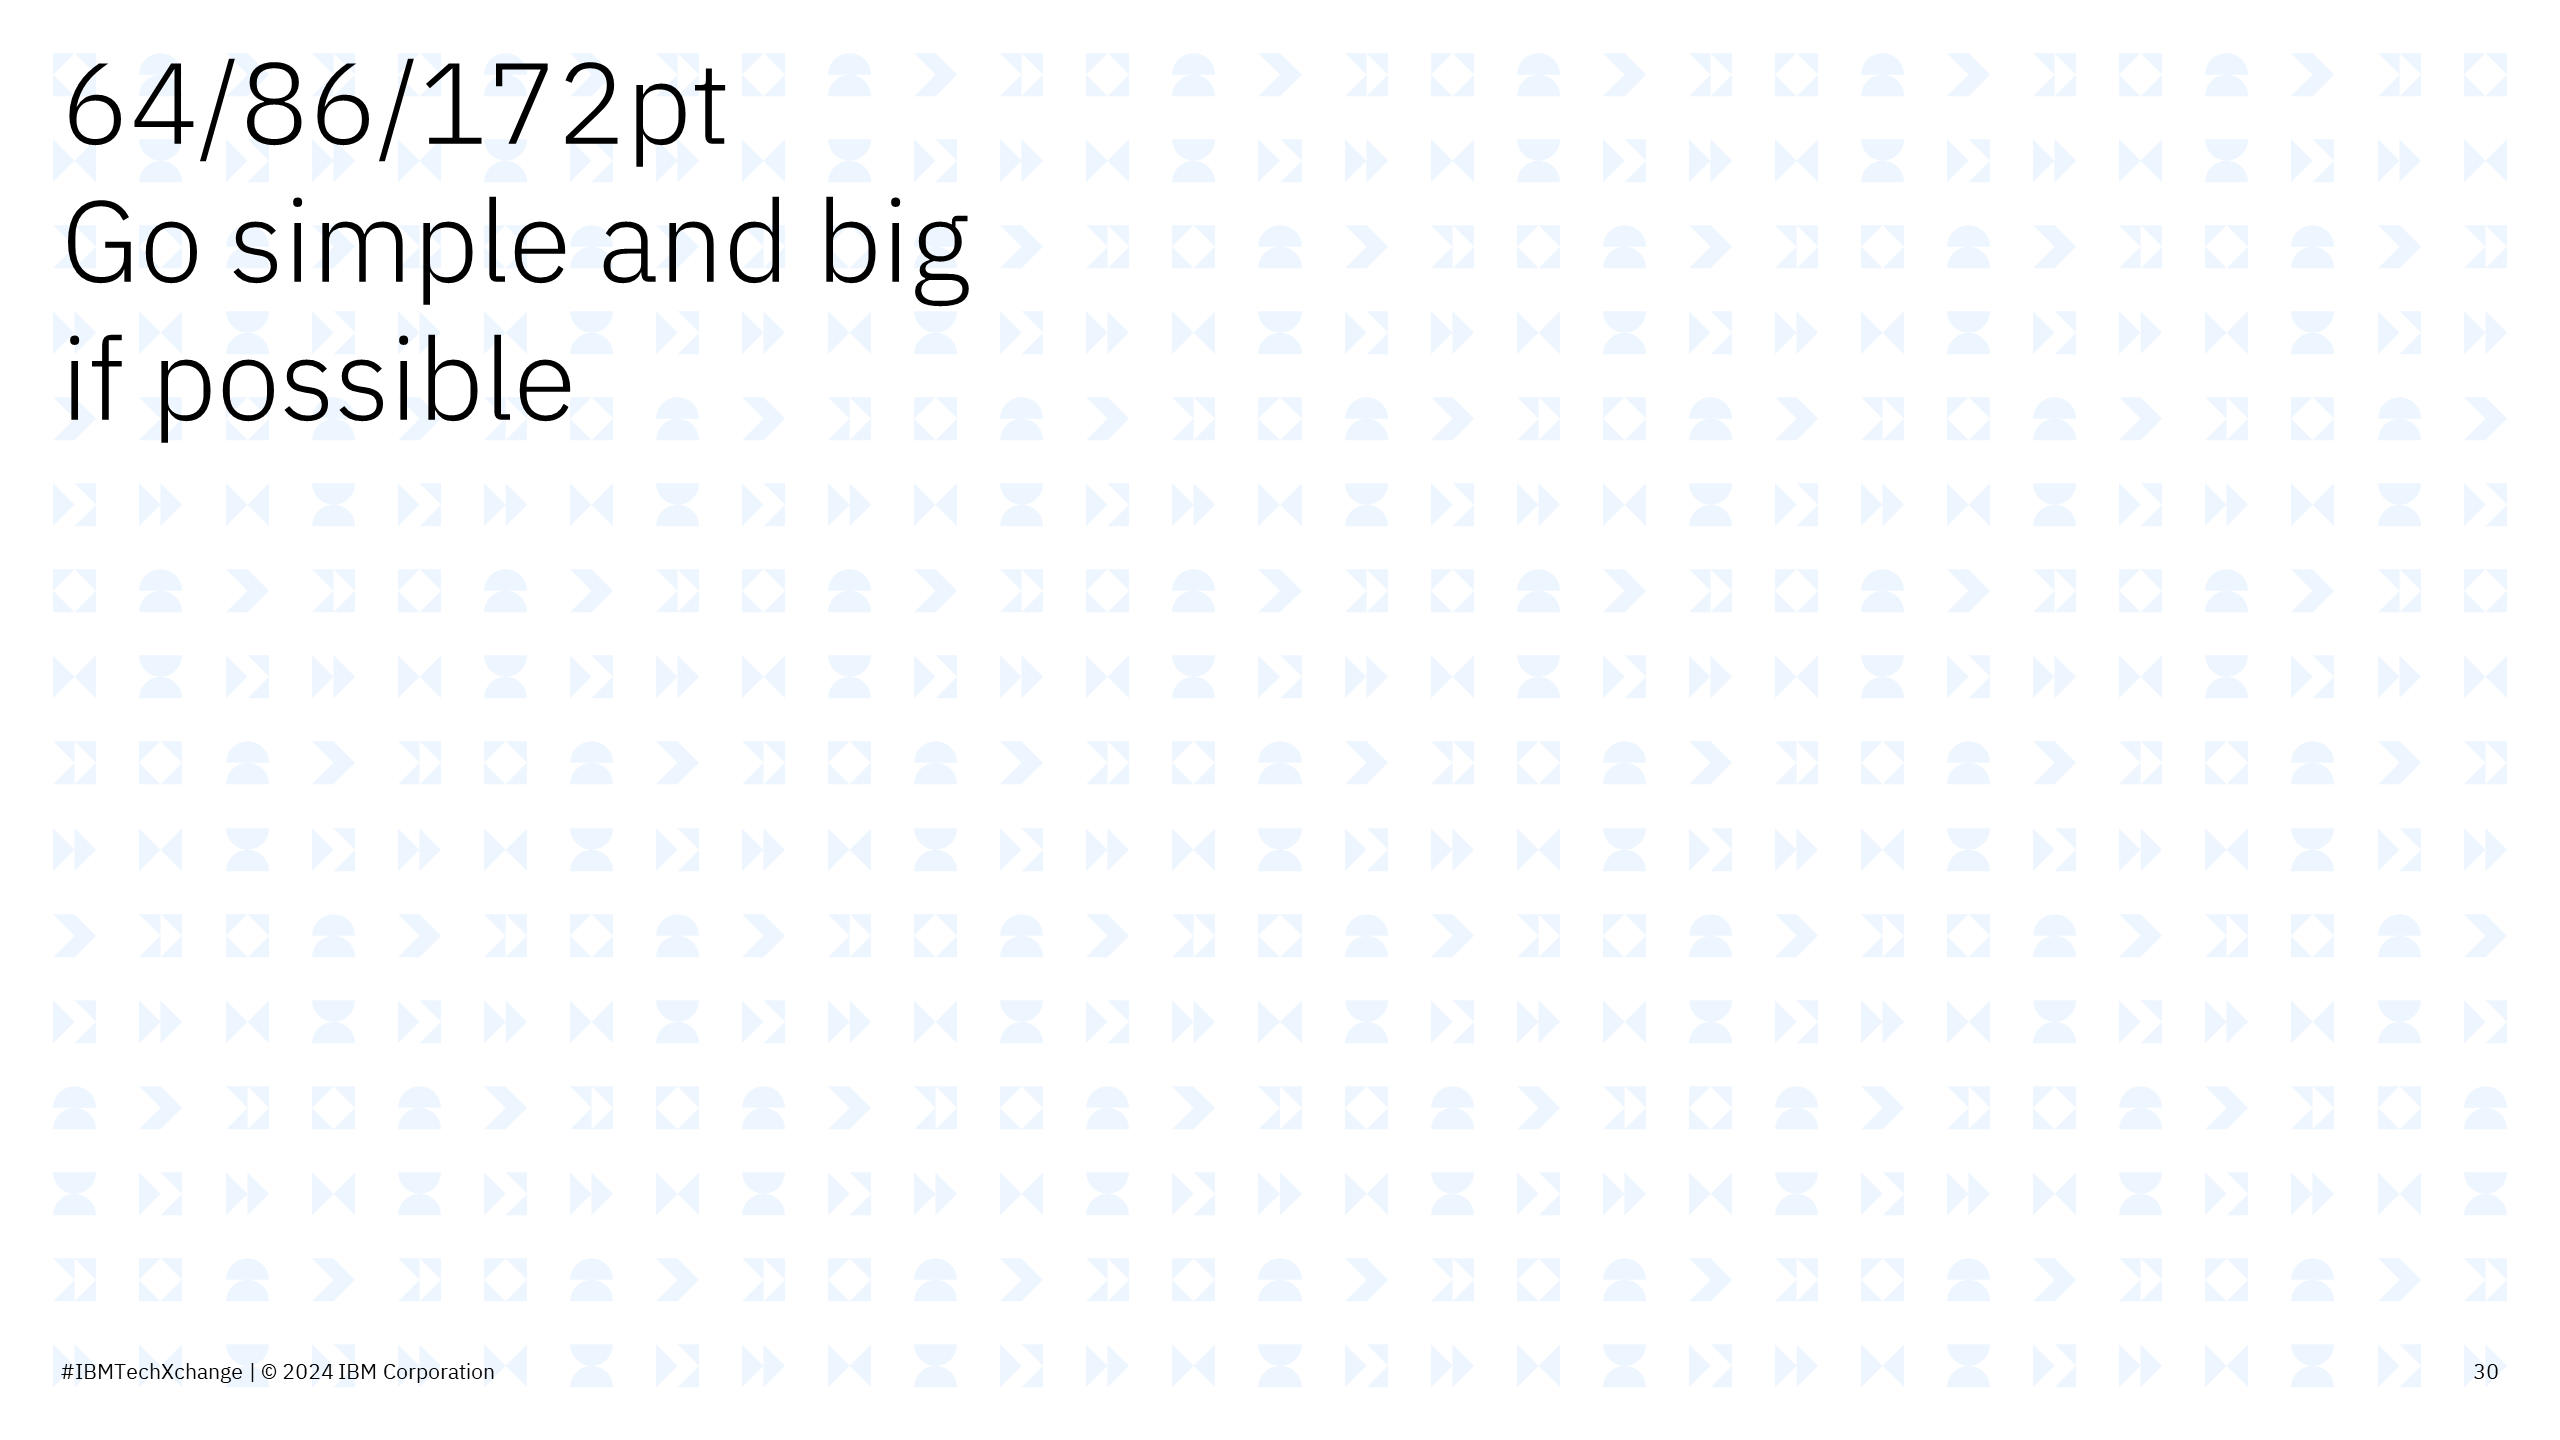 64/86/172pt
Go simple and big
if possible
#IBMTechXchange | © 2024 IBM Corporation
30